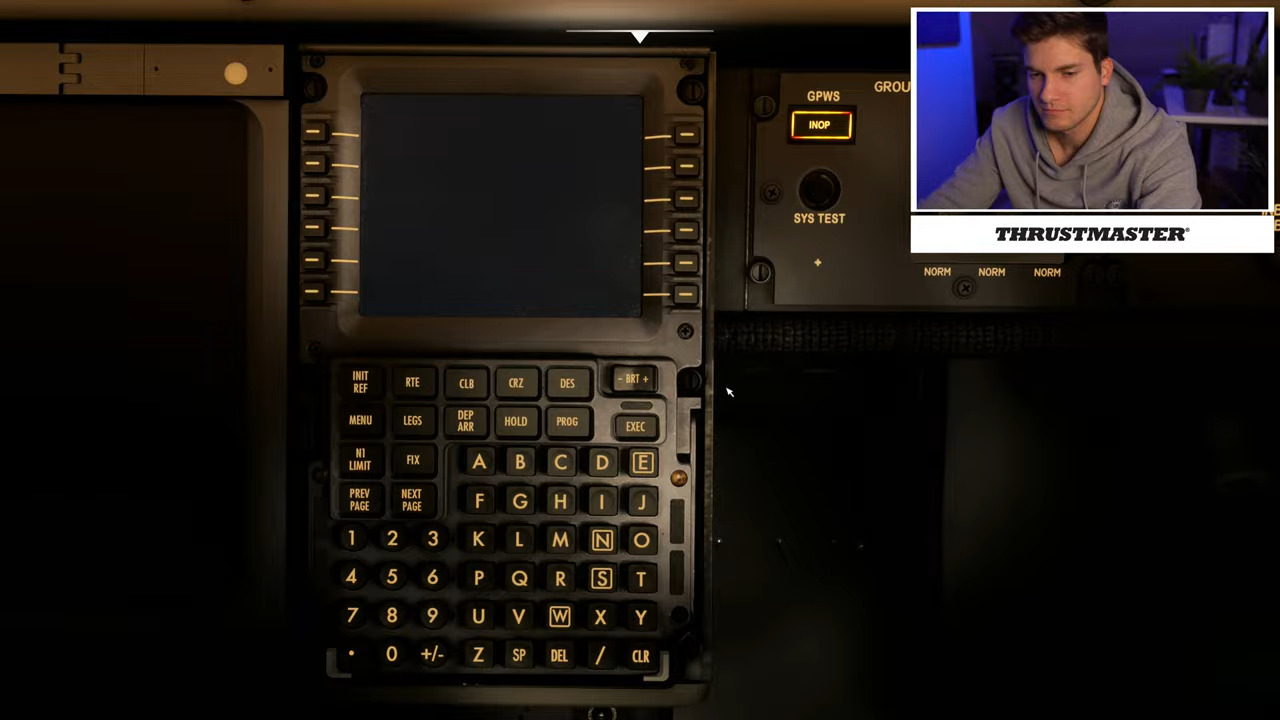 GPWS
GROU
INOP
SYS TEST
THRUSTMASTER®
NORM NORM NORM
INIT REF RTE CLB CRZ DES - BRT +
MENU LEGS DEP ARR HOLD PROG EXEC
N1 LIMIT FIX A B C D E
PREV PAGE NEXT PAGE F G H I J
1 2 3 K L M N O
4 5 6 P Q R S T
7 8 9 U V W X Y
. 0 +/- Z SP DEL / CLR